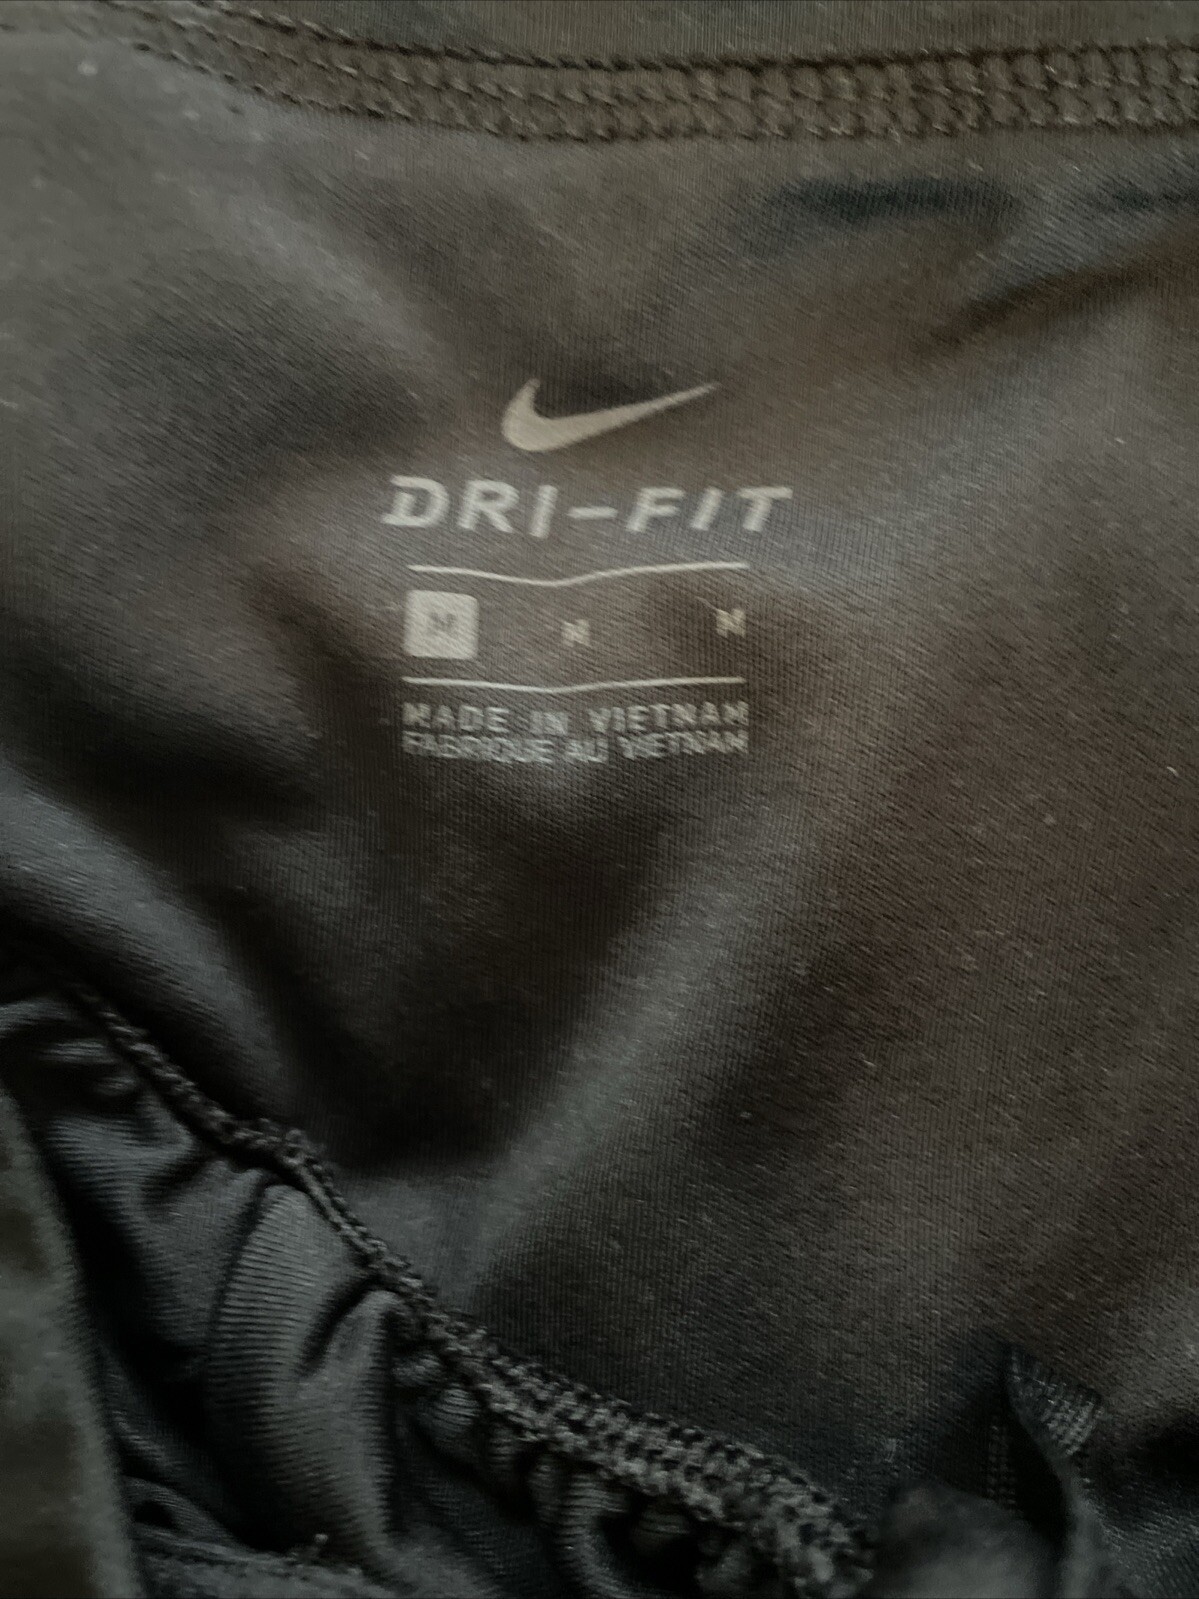 DRI-FIT
M M M
MADE IN VIETNAM
FABRIQUE AU VIETNAM